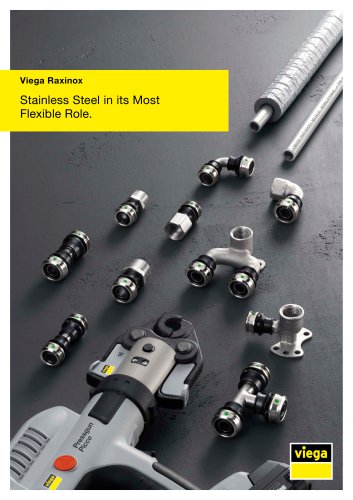 Viega Raxinox
Stainless Steel in its Most
Flexible Role.
Pressgun
Picco
viega